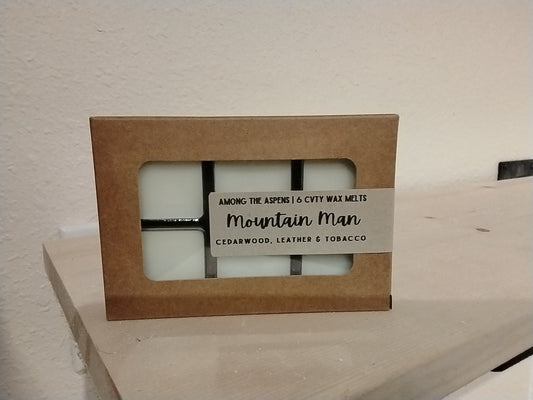 AMONG THE ASPENS | 6 CVTY WAX MELTS
Mountain Man
CEDARWOOD, LEATHER & TOBACCO